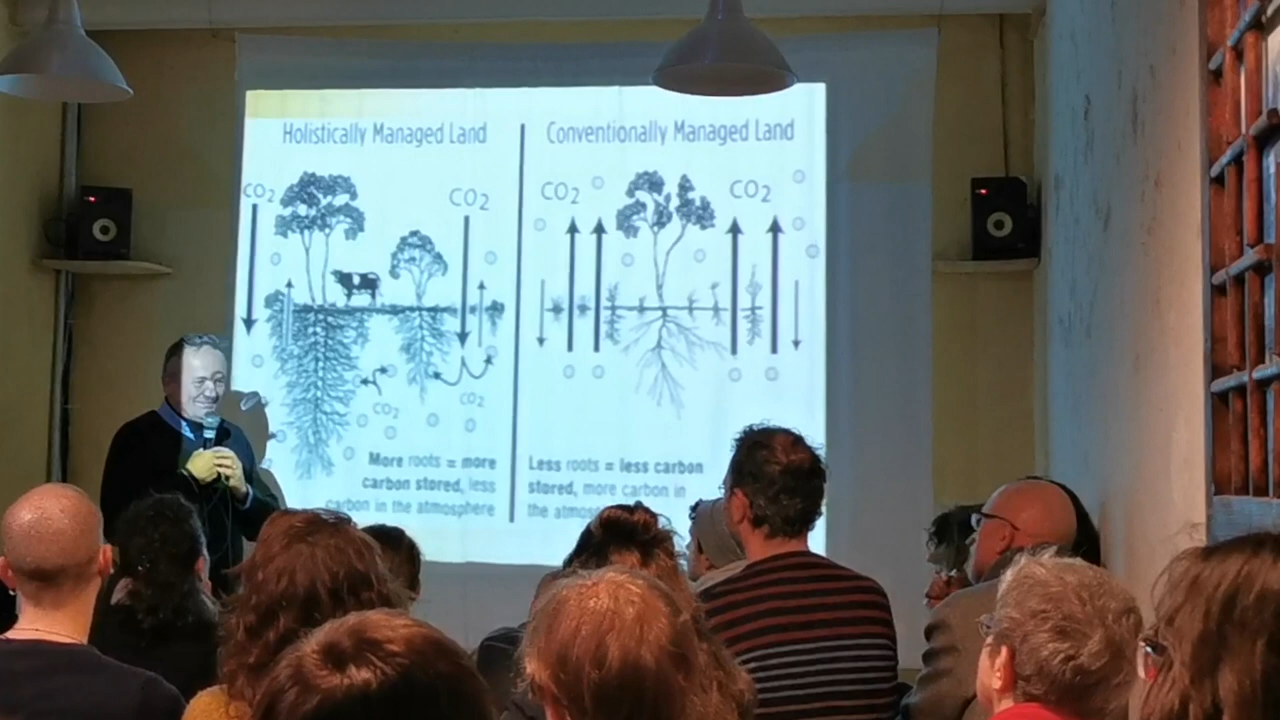 Holistically Managed Land
CO2
CO2
CO2
CO2
More roots = more
carbon stored, less
carbon in the atmosphere
Conventionally Managed Land
CO2
CO2
Less roots = less carbon
stored, more carbon in
the atmos